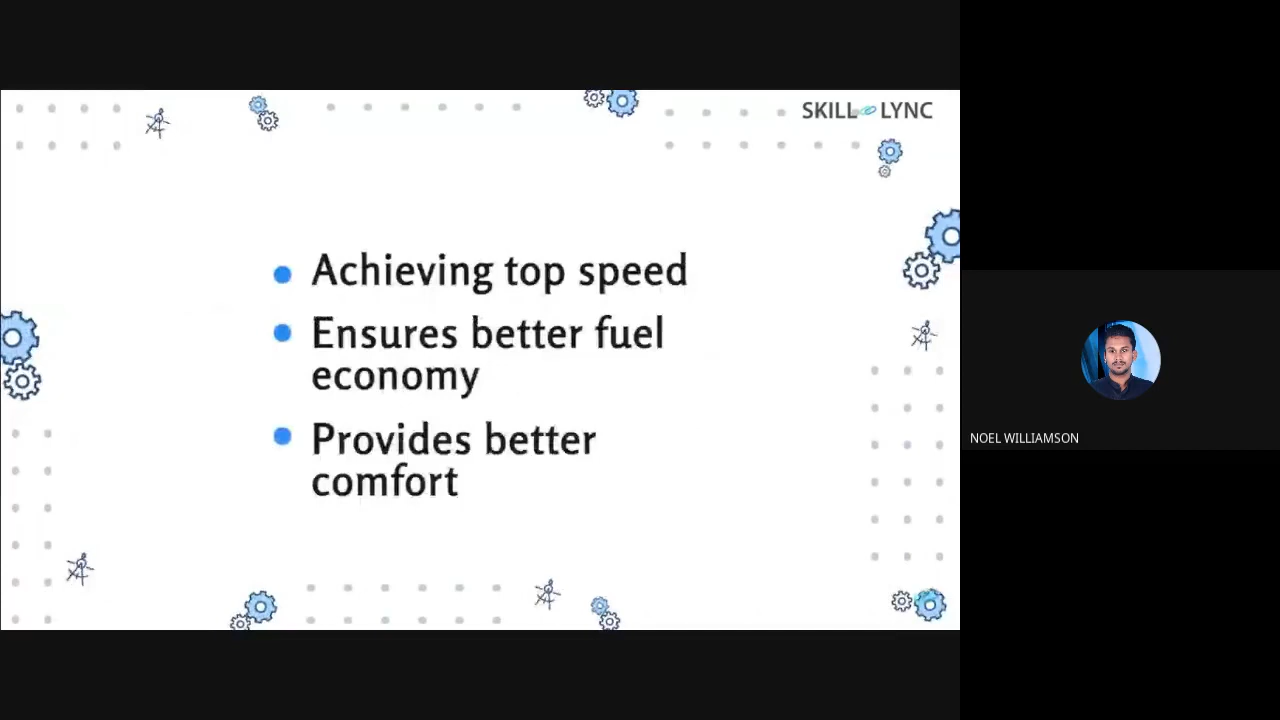 SKILL LYNC
Achieving top speed
Ensures better fuel
economy
Provides better
comfort
NOEL WILLIAMSON